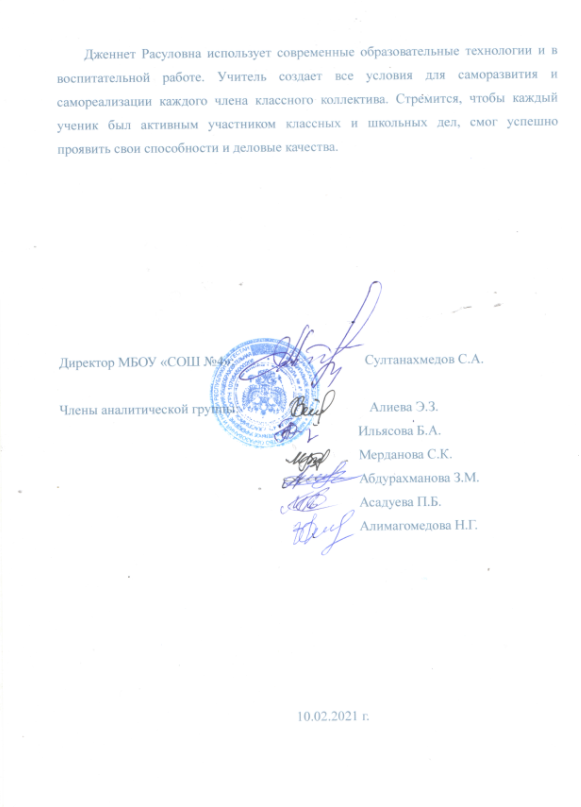 Дженнет Расуловна использует современные образовательные технологии и в
воспитательной работе. Учитель создает все условия для саморазвития и
самореализации каждого члена классного коллектива. Стремится, чтобы каждый
ученик был активным участником классных и школьных дел, смог успешно
проявить свои способности и деловые качества.
Директор МБОУ «СОШ №4» Султанахмедов С.А.
Члены аналитической группы: Алиева Э.З.
Ильясова Б.А.
Мерданова С.К.
Абдурахманова З.М.
Асадуева П.Б.
Алимагомедова Н.Г.
10.02.2021 г.